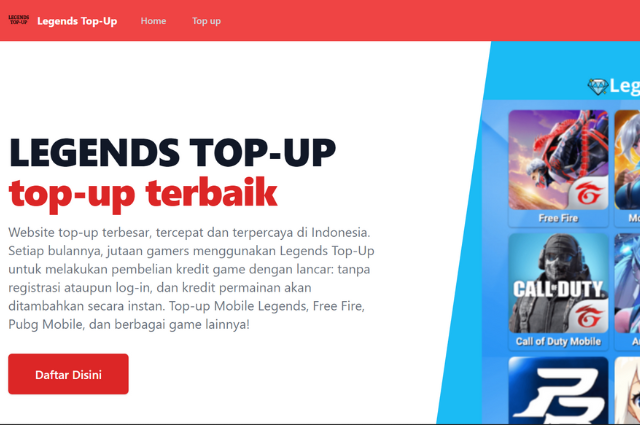 LEGENDS
TOP-UP
Legends Top-Up
Home
Top up
LEGENDS TOP-UP
top-up terbaik
Website top-up terbesar, tercepat dan terpercaya di Indonesia.
Setiap bulannya, jutaan gamers menggunakan Legends Top-Up
untuk melakukan pembelian kredit game dengan lancar: tanpa
registrasi ataupun log-in, dan kredit permainan akan
ditambahkan secara instan. Top-up Mobile Legends, Free Fire,
Pubg Mobile, dan berbagai game lainnya!
Daftar Disini
Leg
Free Fire
Mo
CALL OF DUTY
Call of Duty Mobile